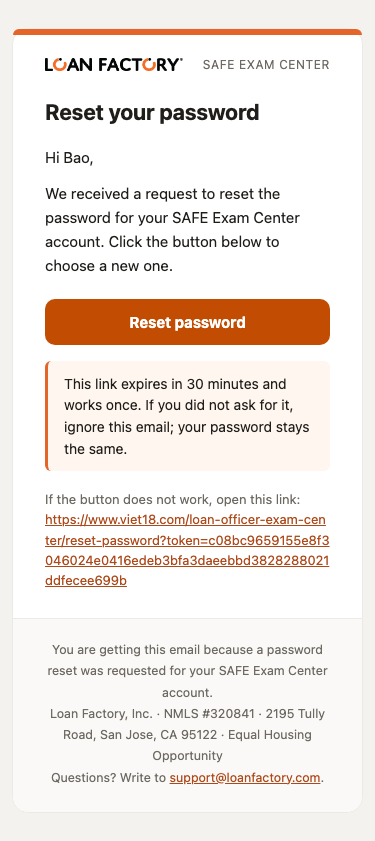 LOAN FACTORY SAFE EXAM CENTER
Reset your password
Hi Bao,
We received a request to reset the
password for your SAFE Exam Center
account. Click the button below to
choose a new one.
Reset password
This link expires in 30 minutes and
works once. If you did not ask for it,
ignore this email; your password stays
the same.
If the button does not work, open this link:
https://www.viet18.com/loan-officer-exam-cen
ter/reset-password?token=c08bc9659155e8f3
046024e0416edeb3bfa3daeebbd3828288021
ddfecee699b
You are getting this email because a password
reset was requested for your SAFE Exam Center
account.
Loan Factory, Inc. · NMLS #320841 · 2195 Tully
Road, San Jose, CA 95122 · Equal Housing
Opportunity
Questions? Write to support@loanfactory.com.